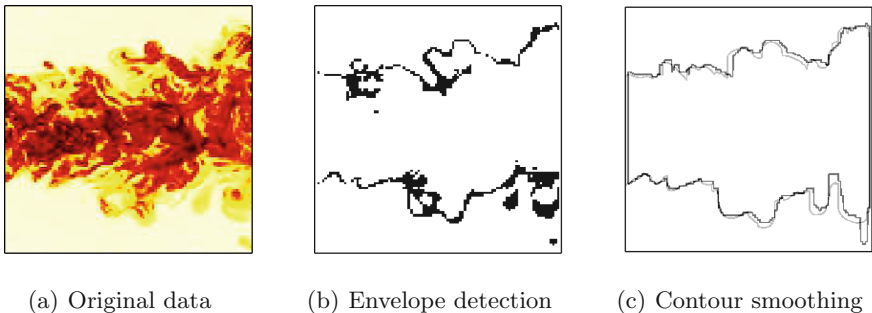 (a) Original data
(b) Envelope detection
(c) Contour smoothing